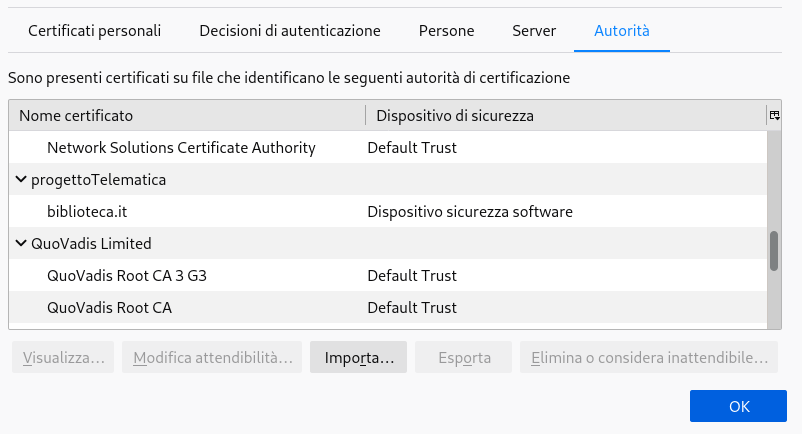 Certificati personali Decisioni di autenticazione Persone Server Autorità
Sono presenti certificati su file che identificano le seguenti autorità di certificazione
Nome certificato Dispositivo di sicurezza
Network Solutions Certificate Authority Default Trust
progettoTelematica
biblioteca.it Dispositivo sicurezza software
QuoVadis Limited
QuoVadis Root CA 3 G3 Default Trust
QuoVadis Root CA Default Trust
Visualizza... Modifica attendibilità... Importa... Esporta Elimina o considera inattendibile...
OK